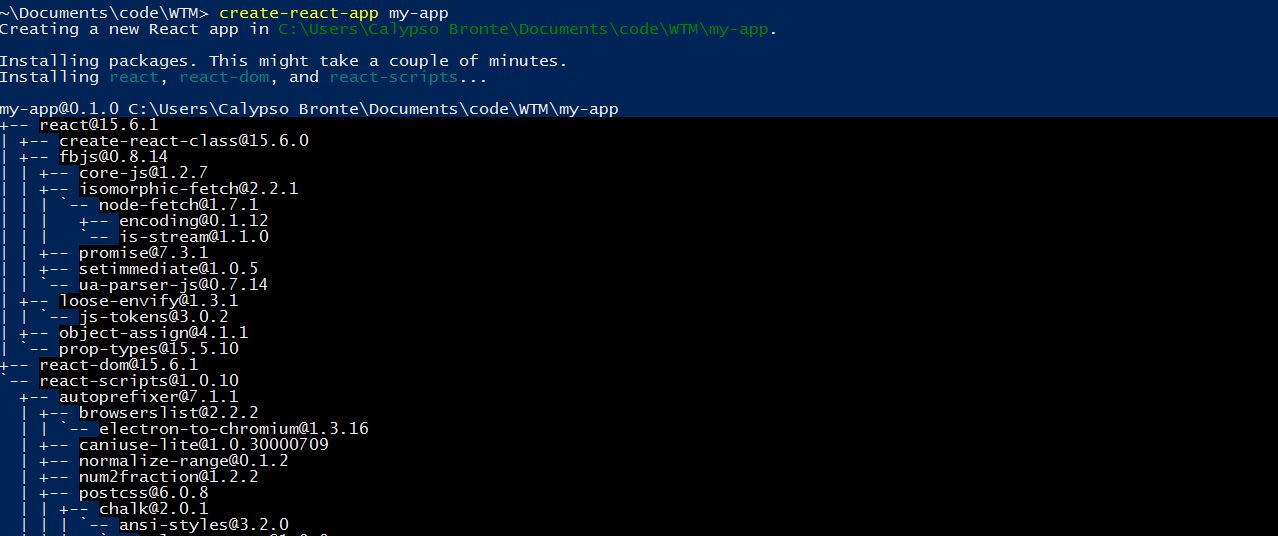 ~\Documents\code\WTM> create-react-app my-app
Creating a new React app in C:\Users\Calypso Bronte\Documents\code\WTM\my-app.
Installing packages. This might take a couple of minutes.
Installing react, react-dom, and react-scripts...
my-app@0.1.0 C:\Users\Calypso Bronte\Documents\code\WTM\my-app
+-- react@15.6.1
| +-- create-react-class@15.6.0
| +-- fbjs@0.8.14
| | +-- core-js@1.2.7
| | +-- isomorphic-fetch@2.2.1
| | | `-- node-fetch@1.7.1
| | |   +-- encoding@0.1.12
| | |   `-- is-stream@1.1.0
| | +-- promise@7.3.1
| | +-- setimmediate@1.0.5
| | `-- ua-parser-js@0.7.14
| +-- loose-envify@1.3.1
| | `-- js-tokens@3.0.2
| +-- object-assign@4.1.1
| `-- prop-types@15.5.10
+-- react-dom@15.6.1
`-- react-scripts@1.0.10
  +-- autoprefixer@7.1.1
  | +-- browserslist@2.2.2
  | | `-- electron-to-chromium@1.3.16
  | +-- caniuse-lite@1.0.30000709
  | +-- normalize-range@0.1.2
  | +-- num2fraction@1.2.2
  | +-- postcss@6.0.8
  | | +-- chalk@2.0.1
  | | | `-- ansi-styles@3.2.0